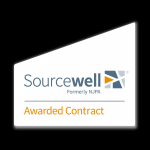 Sourcewell
Formerly NJPA
Awarded Contract